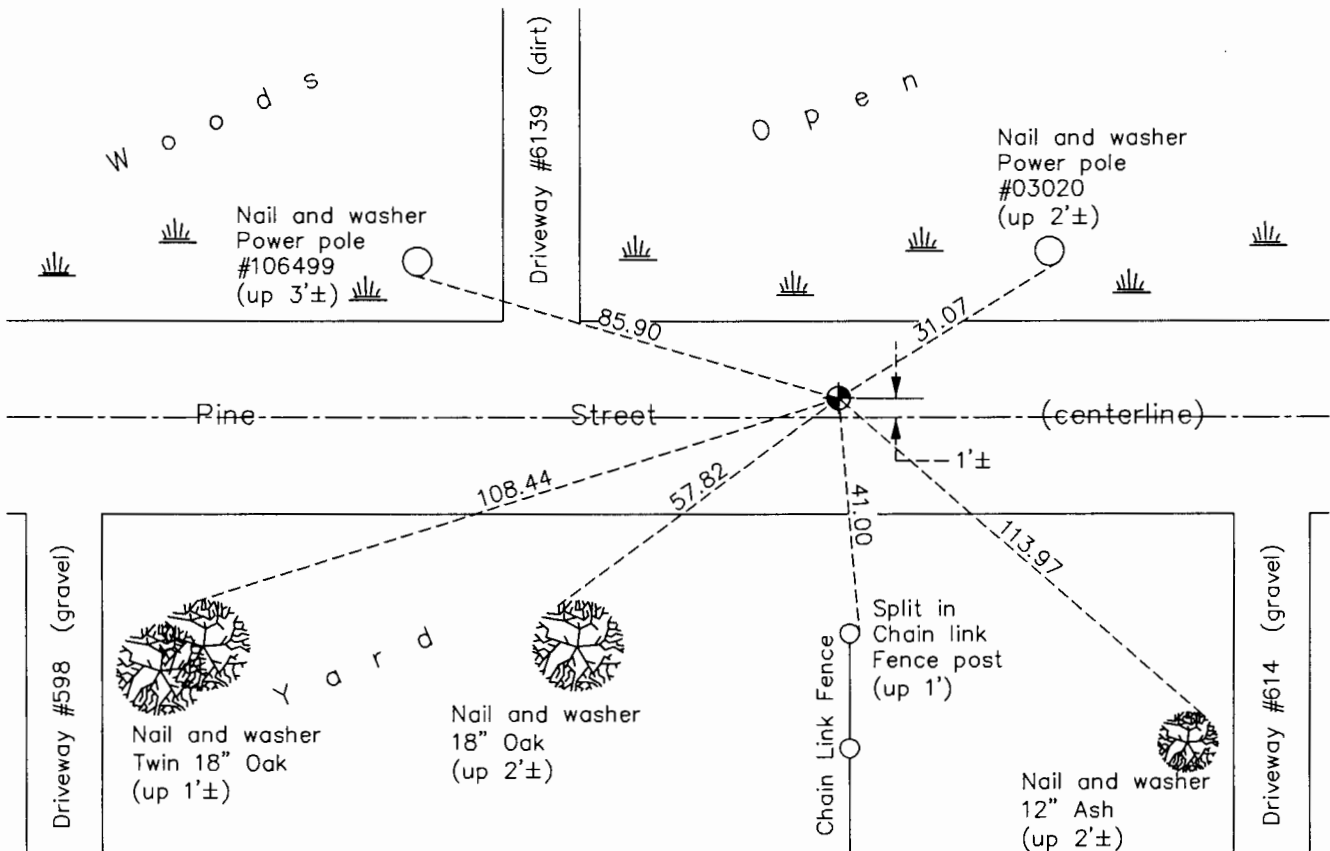 Woods
Driveway #6139 (dirt)
Open
Nail and washer
Power pole
#106499
(up 3'±)
Nail and washer
Power pole
#03020
(up 2'±)
85.90
31.07
Pine Street (centerline)
1'±
108.44
57.82
41.00
113.97
Driveway #598 (gravel)
Yard
Nail and washer
Twin 18" Oak
(up 1'±)
Nail and washer
18" Oak
(up 2'±)
Chain Link Fence
Split in
Chain link
Fence post
(up 1')
Nail and washer
12" Ash
(up 2'±)
Driveway #614 (gravel)